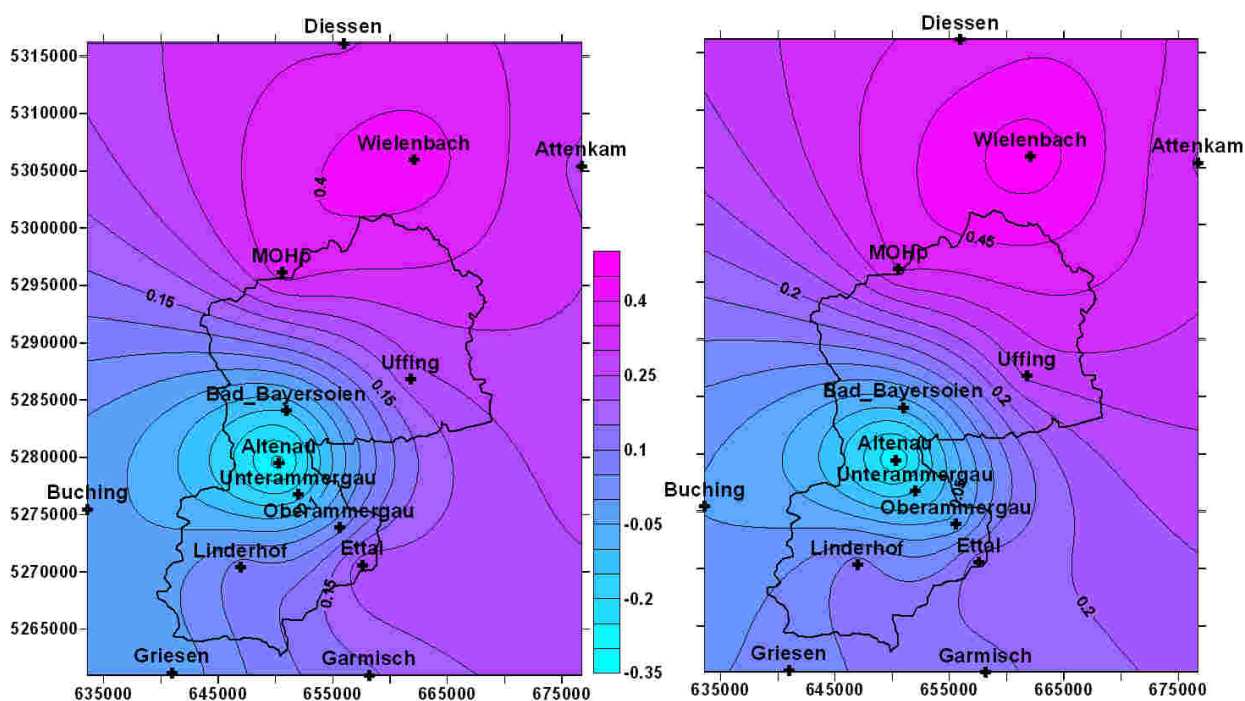 Diessen
5315000
5310000
Wielenbach
Attenkam
5305000
0.4
5300000
MOHp
5295000
0.15
0.4
5290000
Uffing
0.25
0.15
5285000
Bad_Bayersoien
0.1
5280000
Altenau
Unterammergau
Buching
-0.05
5275000
Oberammergau
Linderhof
Ettal
5270000
-0.2
0.15
5265000
Griesen
Garmisch
-0.35
635000
645000
655000
665000
675000
Diessen
Wielenbach
Attenkam
0.45
MOHp
0.2
Uffing
0.2
Bad_Bayersoien
Altenau
Unterammergau
Buching
Oberammergau
Linderhof
Ettal
0.2
Griesen
Garmisch
635000
645000
655000
665000
675000